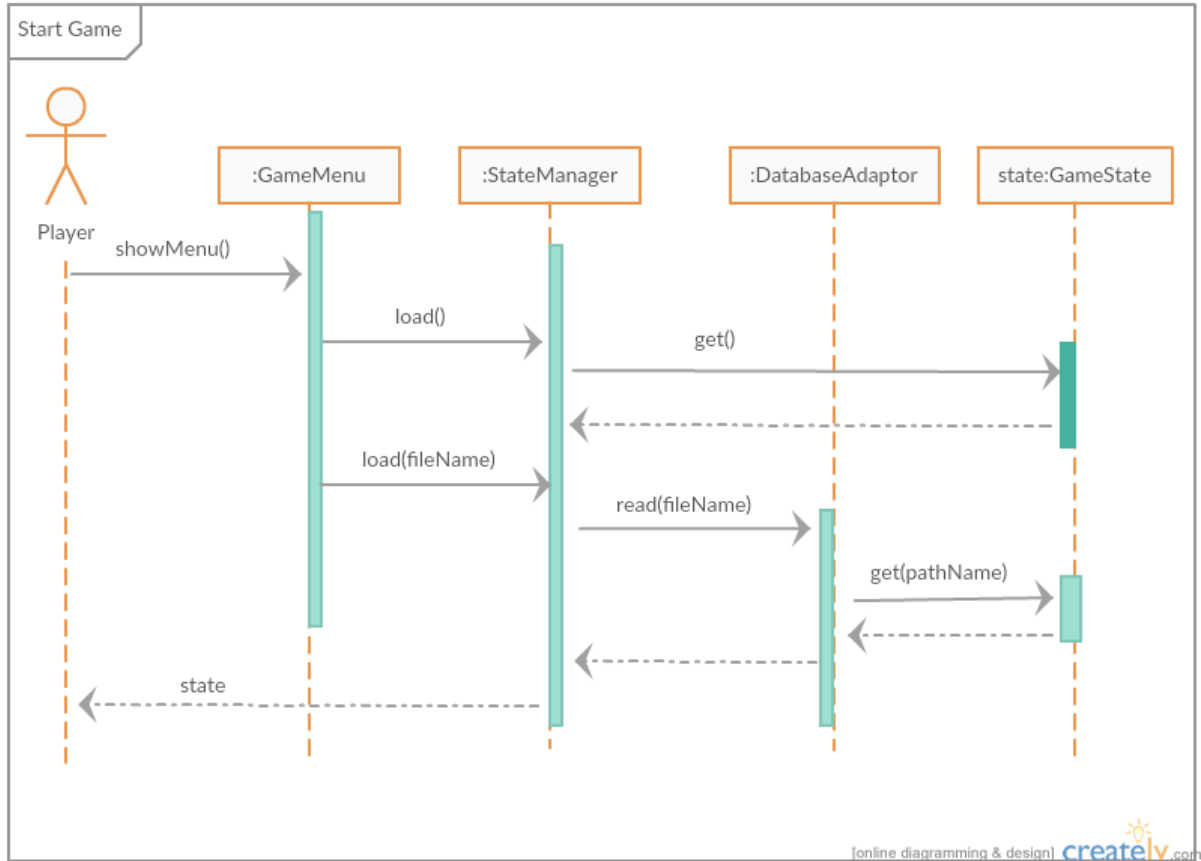 Start Game
:GameMenu
:StateManager
:DatabaseAdaptor
state:GameState
Player
showMenu()
load()
get()
load(fileName)
read(fileName)
get(pathName)
state
[online diagramming & design] creately.com